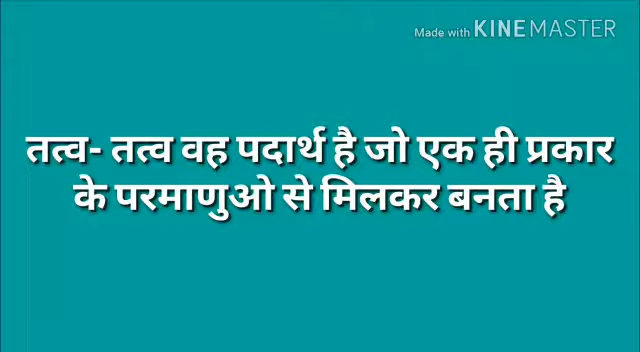 Made with KINEMASTER
तत्व- तत्व वह पदार्थ है जो एक ही प्रकार
के परमाणुओ से मिलकर बनता है